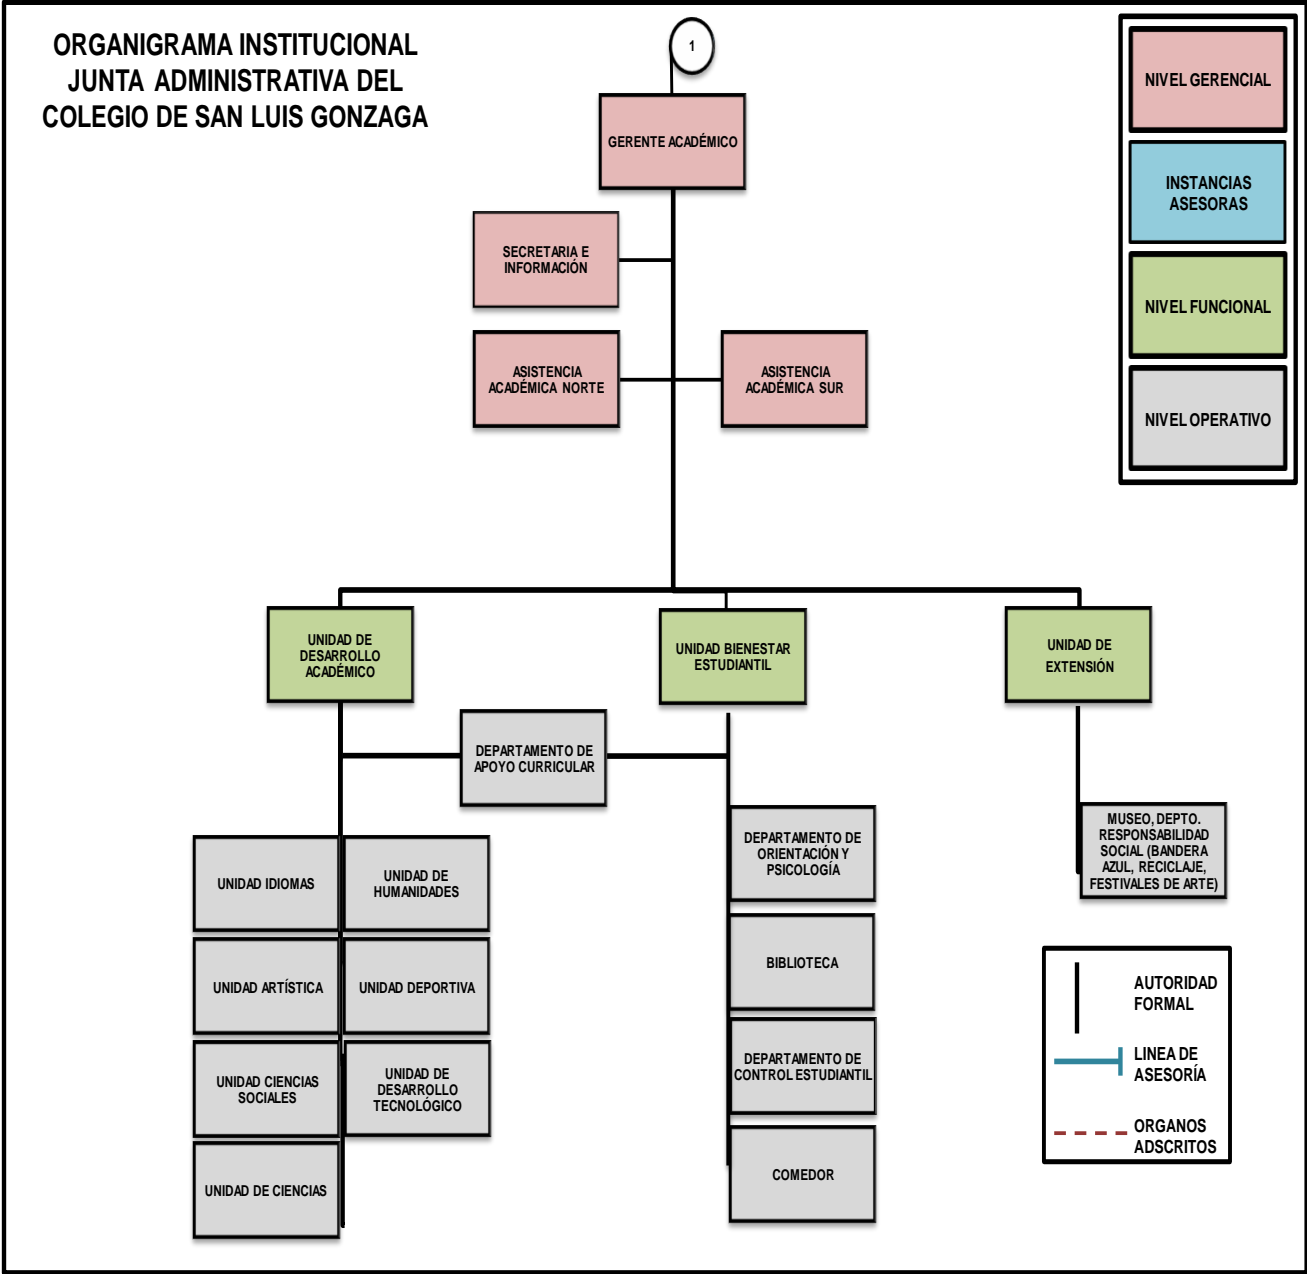 ORGANIGRAMA INSTITUCIONAL
JUNTA ADMINISTRATIVA DEL
COLEGIO DE SAN LUIS GONZAGA
1
GERENTE ACADÉMICO
SECRETARIA E
INFORMACIÓN
ASISTENCIA
ACADÉMICA NORTE
ASISTENCIA
ACADÉMICA SUR
NIVEL GERENCIAL
INSTANCIAS
ASESORAS
NIVEL FUNCIONAL
NIVEL OPERATIVO
UNIDAD DE
DESARROLLO
ACADÉMICO
UNIDAD BIENESTAR
ESTUDIANTIL
UNIDAD DE
EXTENSIÓN
DEPARTAMENTO DE
APOYO CURRICULAR
UNIDAD IDIOMAS
UNIDAD DE
HUMANIDADES
UNIDAD ARTÍSTICA
UNIDAD DEPORTIVA
UNIDAD CIENCIAS
SOCIALES
UNIDAD DE
DESARROLLO
TECNOLÓGICO
UNIDAD DE CIENCIAS
DEPARTAMENTO DE
ORIENTACIÓN Y
PSICOLOGÍA
BIBLIOTECA
DEPARTAMENTO DE
CONTROL ESTUDIANTIL
COMEDOR
MUSEO, DEPTO.
RESPONSABILIDAD
SOCIAL (BANDERA
AZUL, RECICLAJE,
FESTIVALES DE ARTE)
AUTORIDAD
FORMAL
LINEA DE
ASESORÍA
ORGANOS
ADSCRITOS